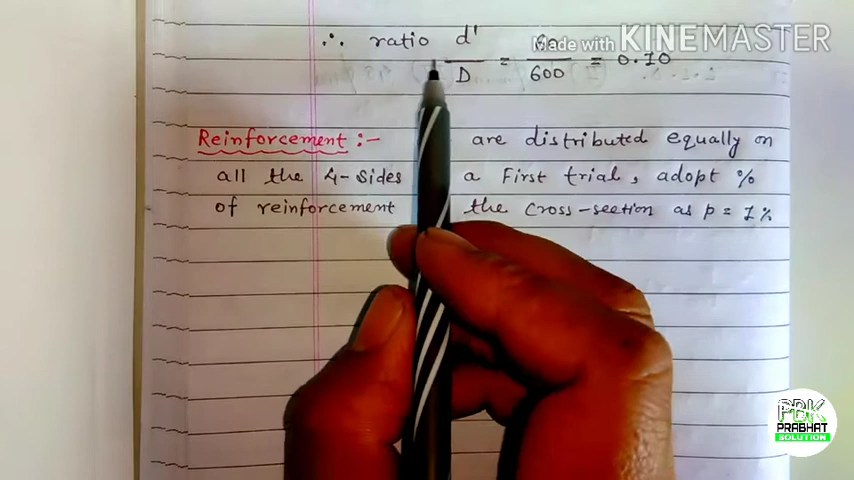 ∴ ratio d'/D = 60/600 = 0.10
Made with KINEMASTER
Reinforcement :- are distributed equally on
all the 4-sides a First trial, adopt %
of reinforcement the cross-section as p = 1%
PBK
PRABHAT
SOLUTION